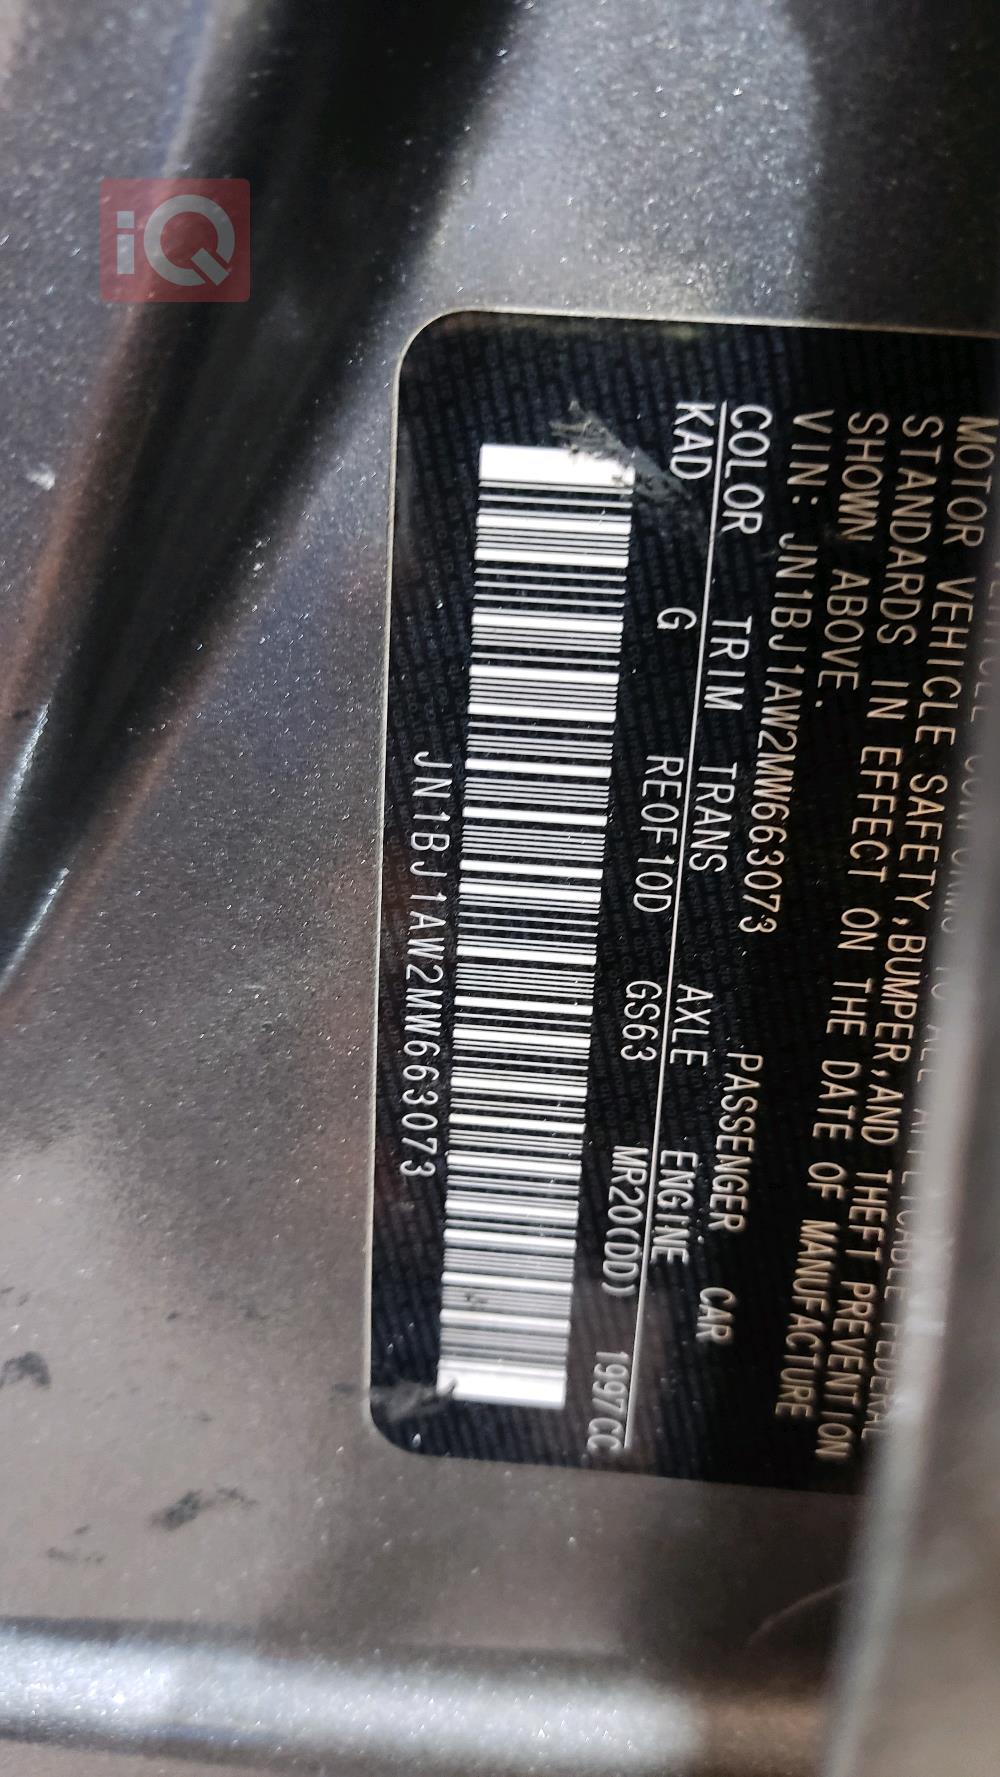 iQ
MOTOR VEHICLE SAFETY,BUMPER,AND THEFT PREVENTION
STANDARDS IN EFFECT ON THE DATE OF MANUFACTURE
SHOWN ABOVE.
VIN: JN1BJ1AW2MW663073 PASSENGER CAR
COLOR TRIM TRANS AXLE ENGINE
KAD G RE0F10D GS63 MR20(DD) 1997CC
JN1BJ1AW2MW663073